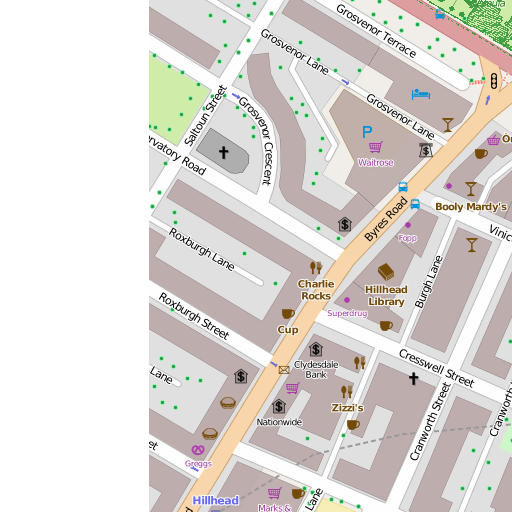 Grosvenor Terrace
Grosvenor Lane
Grosvenor Lane
Saltoun Street
Grosvenor Crescent
P
Waitrose
ervatory Road
Booly Mardy's
Byres Road
Fopp
Vinic
Roxburgh Lane
Burgh Lane
Charlie
Rocks
Hillhead
Library
Superdrug
Roxburgh Street
Cup
Clydesdale
Bank
Cresswell Street
Lane
Zizzi's
Nationwide
Cranworth Street
Cranworth
et
Greggs
Hillhead
Lane
Marks &